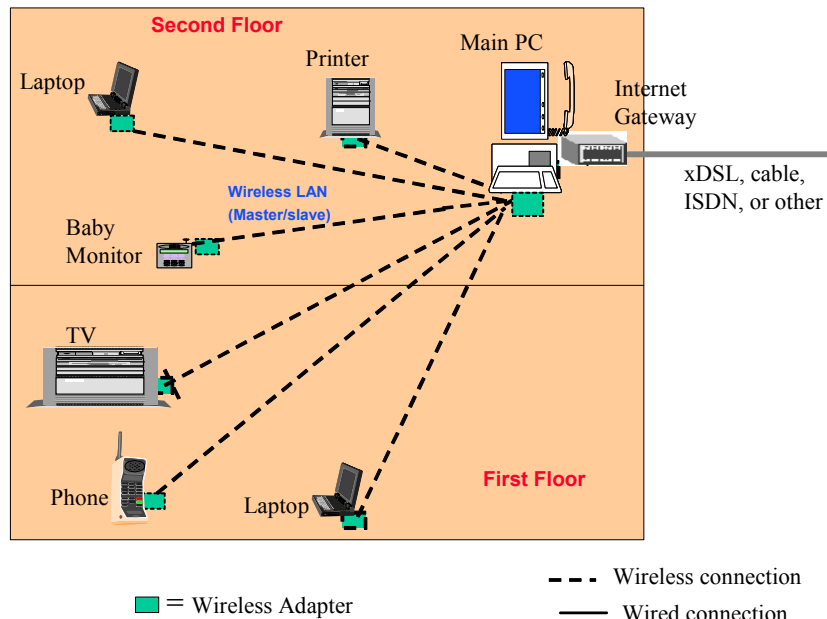 Second Floor
Main PC
Printer
Laptop
Internet
Gateway
xDSL, cable,
ISDN, or other
Wireless LAN
(Master/slave)
Baby
Monitor
TV
Phone
Laptop
First Floor
Wireless connection
= Wireless Adapter
Wired connection